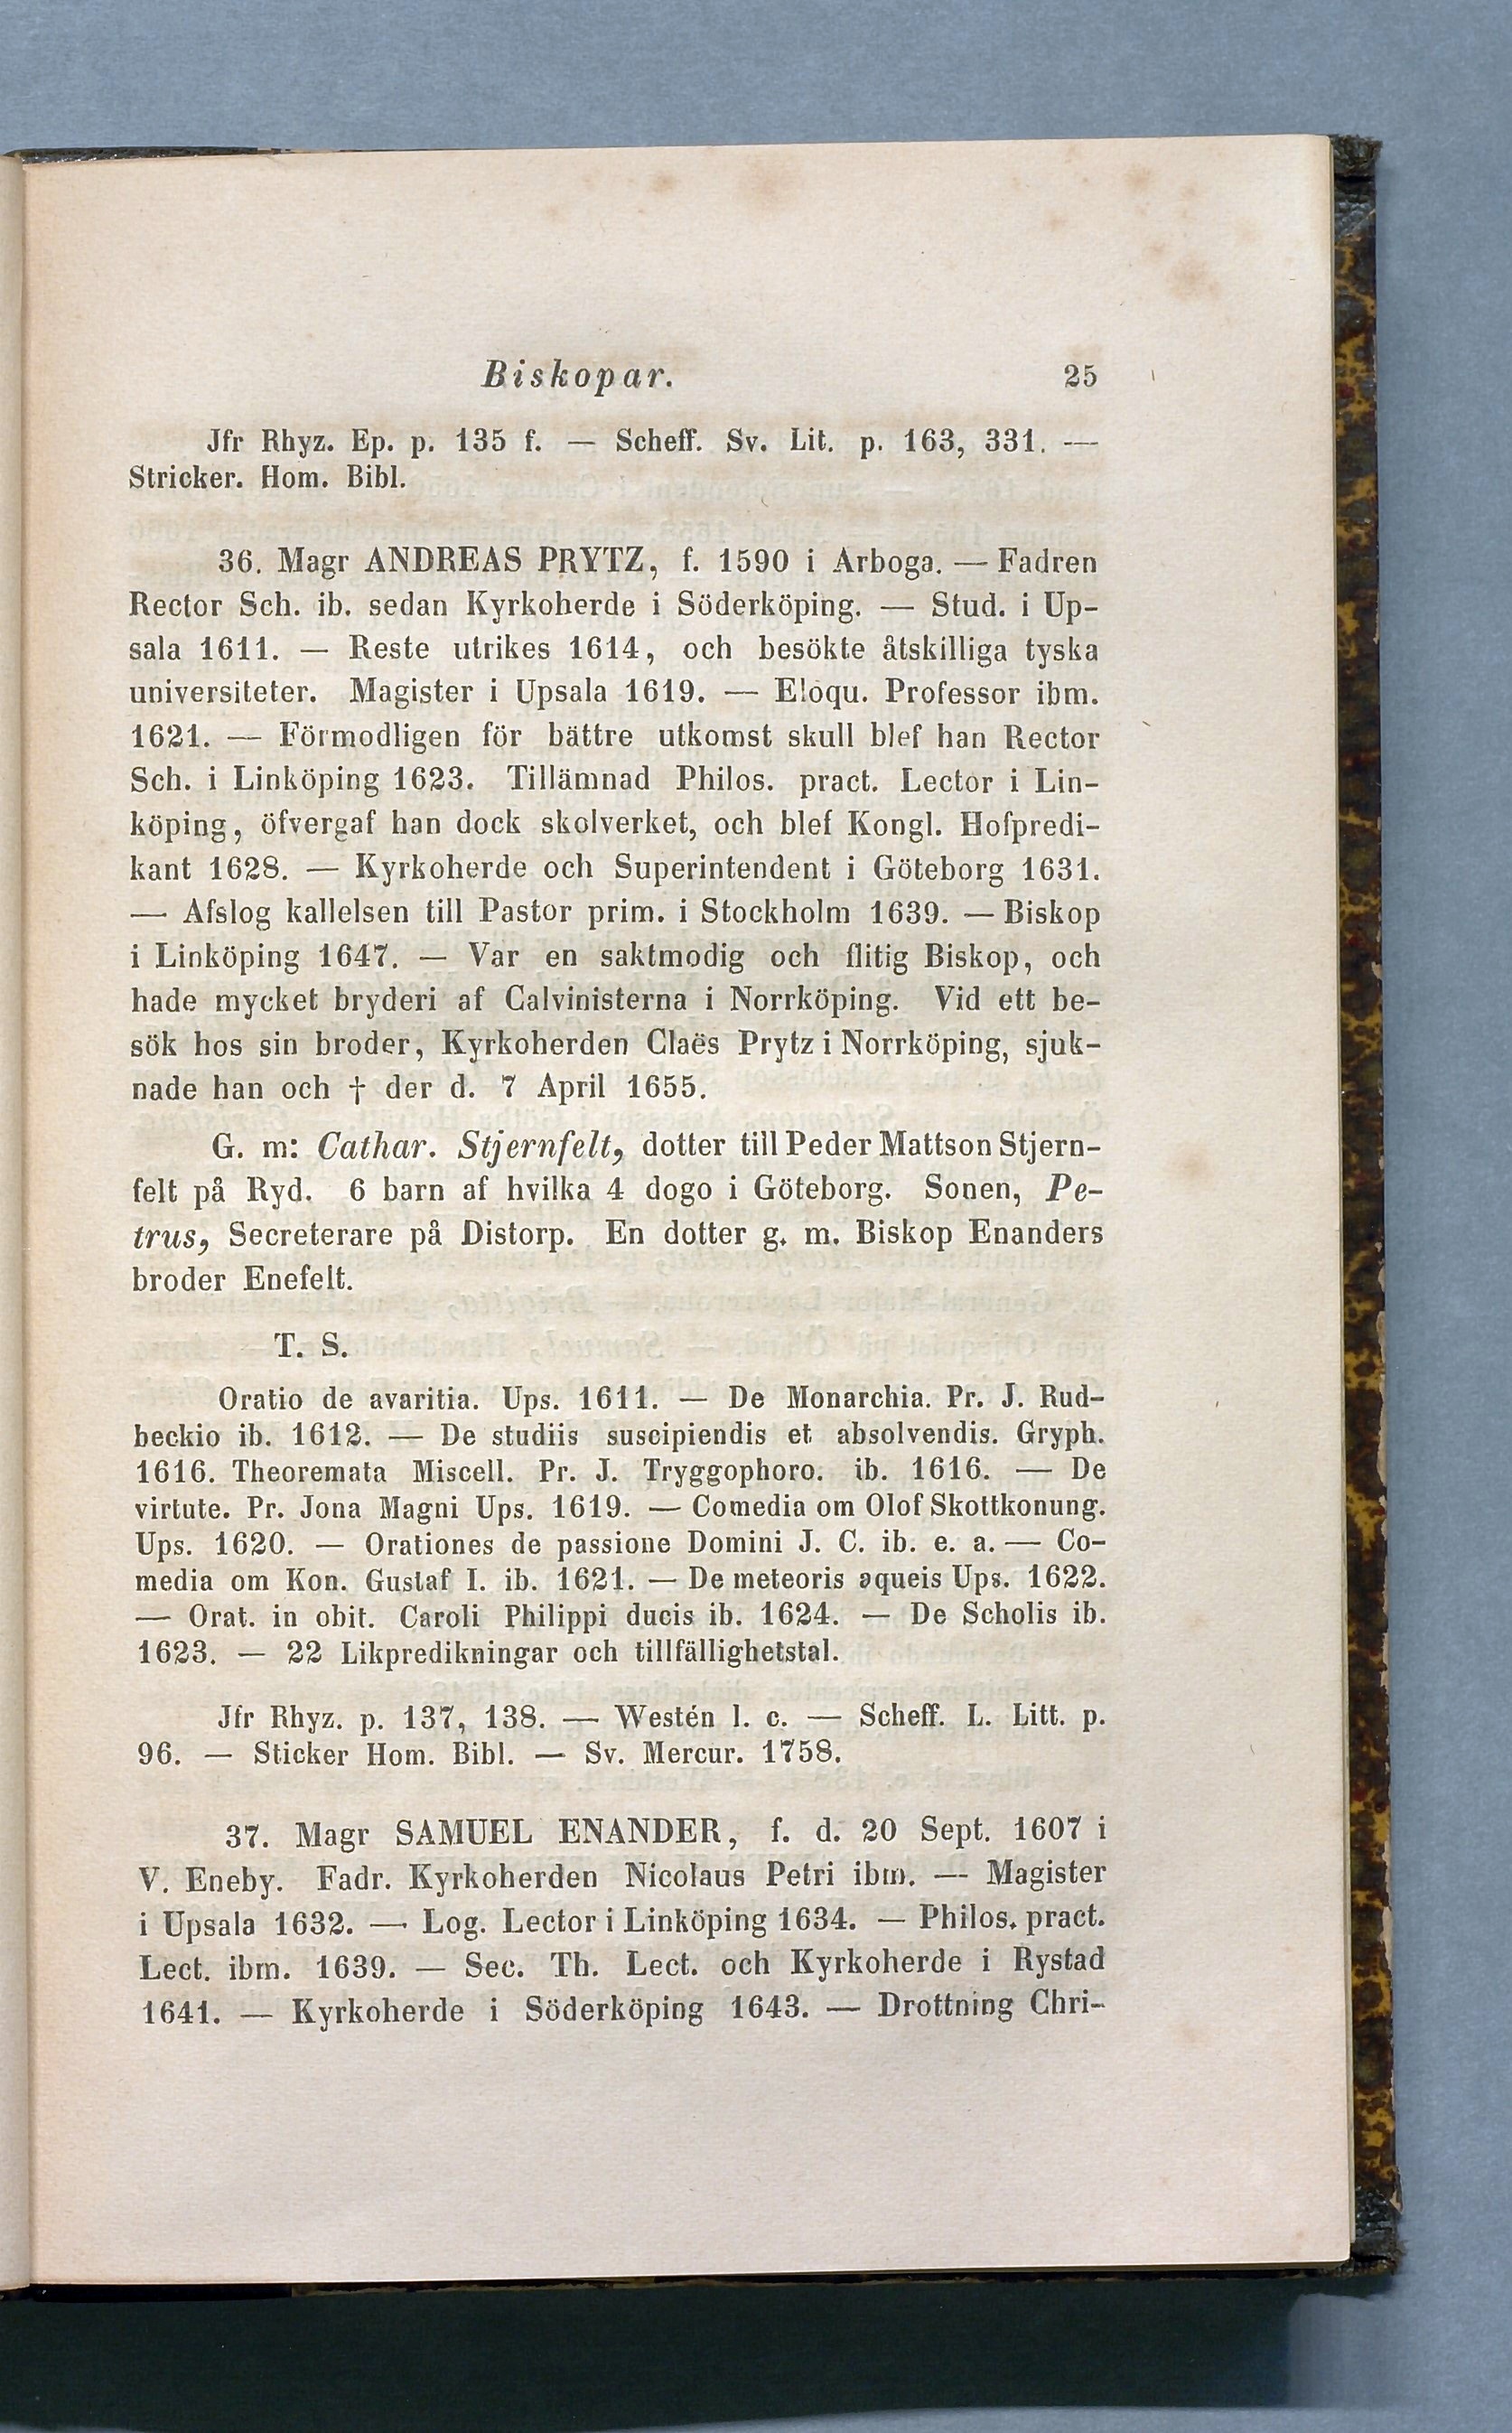 Biskopar. 25
Jfr Rhyz. Ep. p. 135 f. — Scheff. Sv. Lit. p. 163, 331. —
Stricker. Hom. Bibl.
36. Magr ANDREAS PRYTZ, f. 1590 i Arboga. — Fadren
Rector Sch. ib. sedan Kyrkoherde i Söderköping. — Stud. i Up-
sala 1611. — Reste utrikes 1614, och besökte åtskilliga tyska
universiteter. Magister i Upsala 1619. — Eloqu. Professor ibm.
1621. — Förmodligen för bättre utkomst skull blef han Rector
Sch. i Linköping 1623. Tillämnad Philos. pract. Lector i Lin-
köping, öfvergaf han dock skolverket, och blef Kongl. Hofpredi-
kant 1628. — Kyrkoherde och Superintendent i Göteborg 1631.
— Afslog kallelsen till Pastor prim. i Stockholm 1639. — Biskop
i Linköping 1647. — Var en saktmodig och flitig Biskop, och
hade mycket bryderi af Calvinisterna i Norrköping. Vid ett be-
sök hos sin broder, Kyrkoherden Claës Prytz i Norrköping, sjuk-
nade han och † der d. 7 April 1655.
G. m: Cathar. Stjernfelt, dotter till Peder Mattson Stjern-
felt på Ryd. 6 barn af hvilka 4 dogo i Göteborg. Sonen, Pe-
trus, Secreterare på Distorp. En dotter g. m. Biskop Enanders
broder Enefelt.
T. S.
Oratio de avaritia. Ups. 1611. — De Monarchia. Pr. J. Rud-
beckio ib. 1612. — De studiis suscipiendis et absolvendis. Gryph.
1616. Theoremata Miscell. Pr. J. Tryggophoro. ib. 1616. — De
virtute. Pr. Jona Magni Ups. 1619. — Comedia om Olof Skottkonung.
Ups. 1620. — Orationes de passione Domini J. C. ib. e. a. — Co-
media om Kon. Gustaf I. ib. 1621. — De meteoris aqueis Ups. 1622.
— Orat. in obit. Caroli Philippi ducis ib. 1624. — De Scholis ib.
1623. — 22 Likpredikningar och tillfällighetstal.
Jfr Rhyz. p. 137, 138. — Westén l. c. — Scheff. L. Litt. p.
96. — Sticker Hom. Bibl. — Sv. Mercur. 1758.
37. Magr SAMUEL ENANDER, f. d. 20 Sept. 1607 i
V. Eneby. Fadr. Kyrkoherden Nicolaus Petri ibm. — Magister
i Upsala 1632. — Log. Lector i Linköping 1634. — Philos. pract.
Lect. ibm. 1639. — Sec. Th. Lect. och Kyrkoherde i Rystad
1641. — Kyrkoherde i Söderköping 1643. — Drottning Chri-